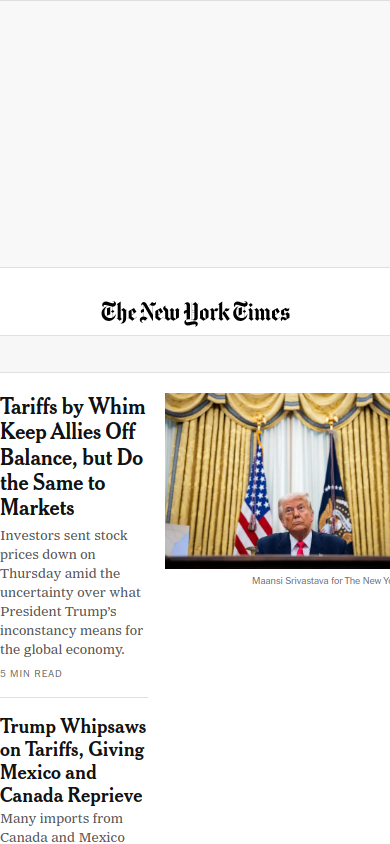 The New York Times
Tariffs by Whim
Keep Allies Off
Balance, but Do
the Same to
Markets
Investors sent stock
prices down on
Thursday amid the
uncertainty over what
President Trump’s
inconstancy means for
the global economy.
5 MIN READ
Maansi Srivastava for The New Yo
Trump Whipsaws
on Tariffs, Giving
Mexico and
Canada Reprieve
Many imports from
Canada and Mexico